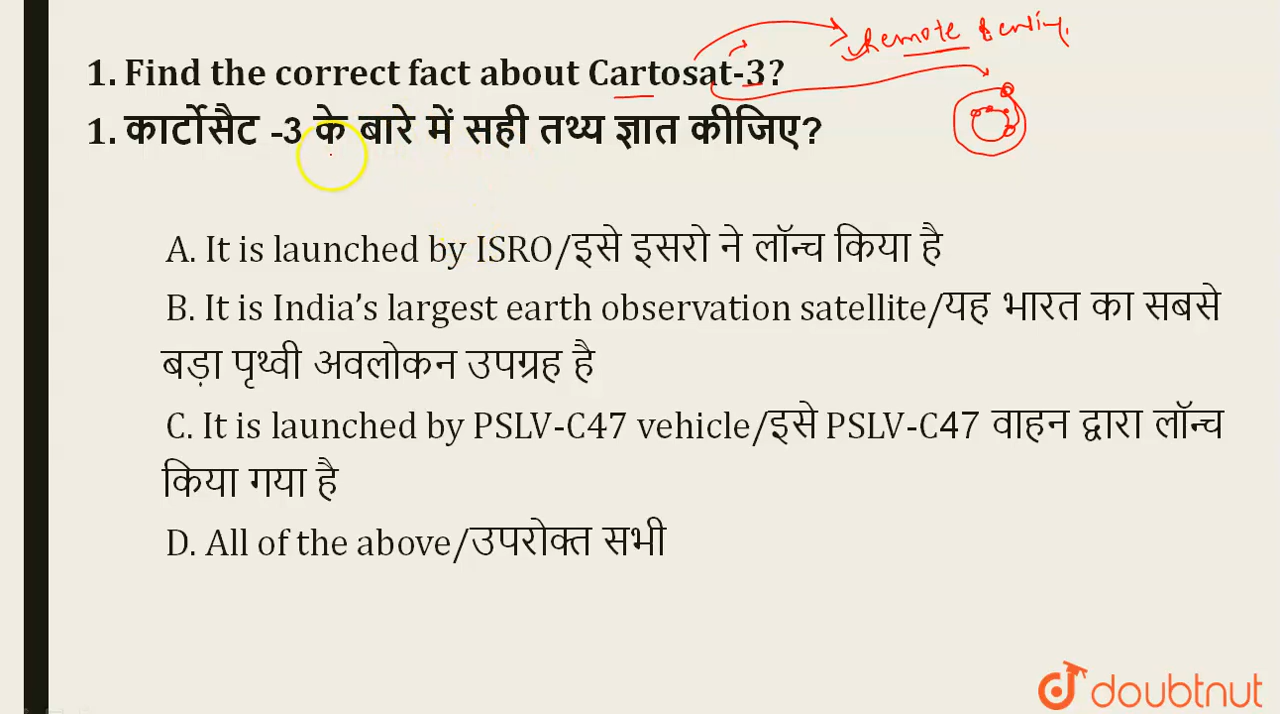 Remote Sensing.
1. Find the correct fact about Cartosat-3?
1. कार्टोसैट -3 के बारे में सही तथ्य ज्ञात कीजिए?
A. It is launched by ISRO/इसे इसरो ने लॉन्च किया है
B. It is India’s largest earth observation satellite/यह भारत का सबसे
बड़ा पृथ्वी अवलोकन उपग्रह है
C. It is launched by PSLV-C47 vehicle/इसे PSLV-C47 वाहन द्वारा लॉन्च
किया गया है
D. All of the above/उपरोक्त सभी
doubtnut